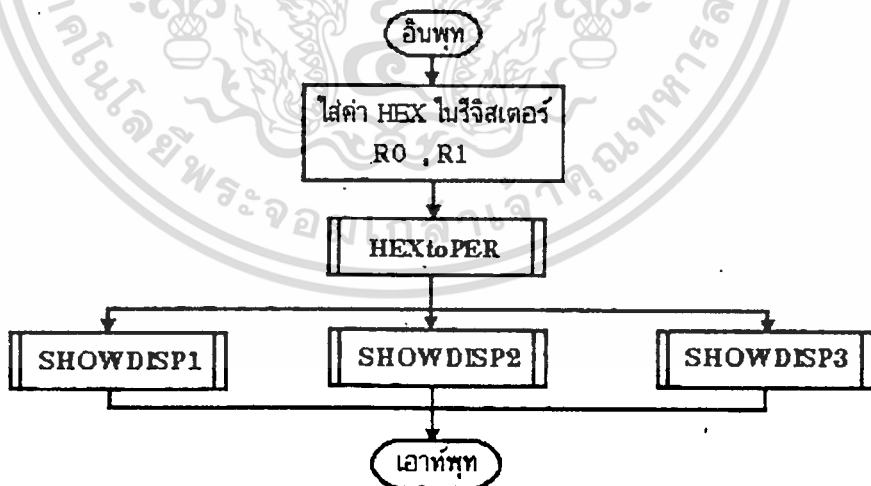 อินพุท
ใส่ค่า HEX ในรีจิสเตอร์
R0 , R1
HEXtoPER
SHOWDISP1
SHOWDISP2
SHOWDISP3
เอาท์พุท